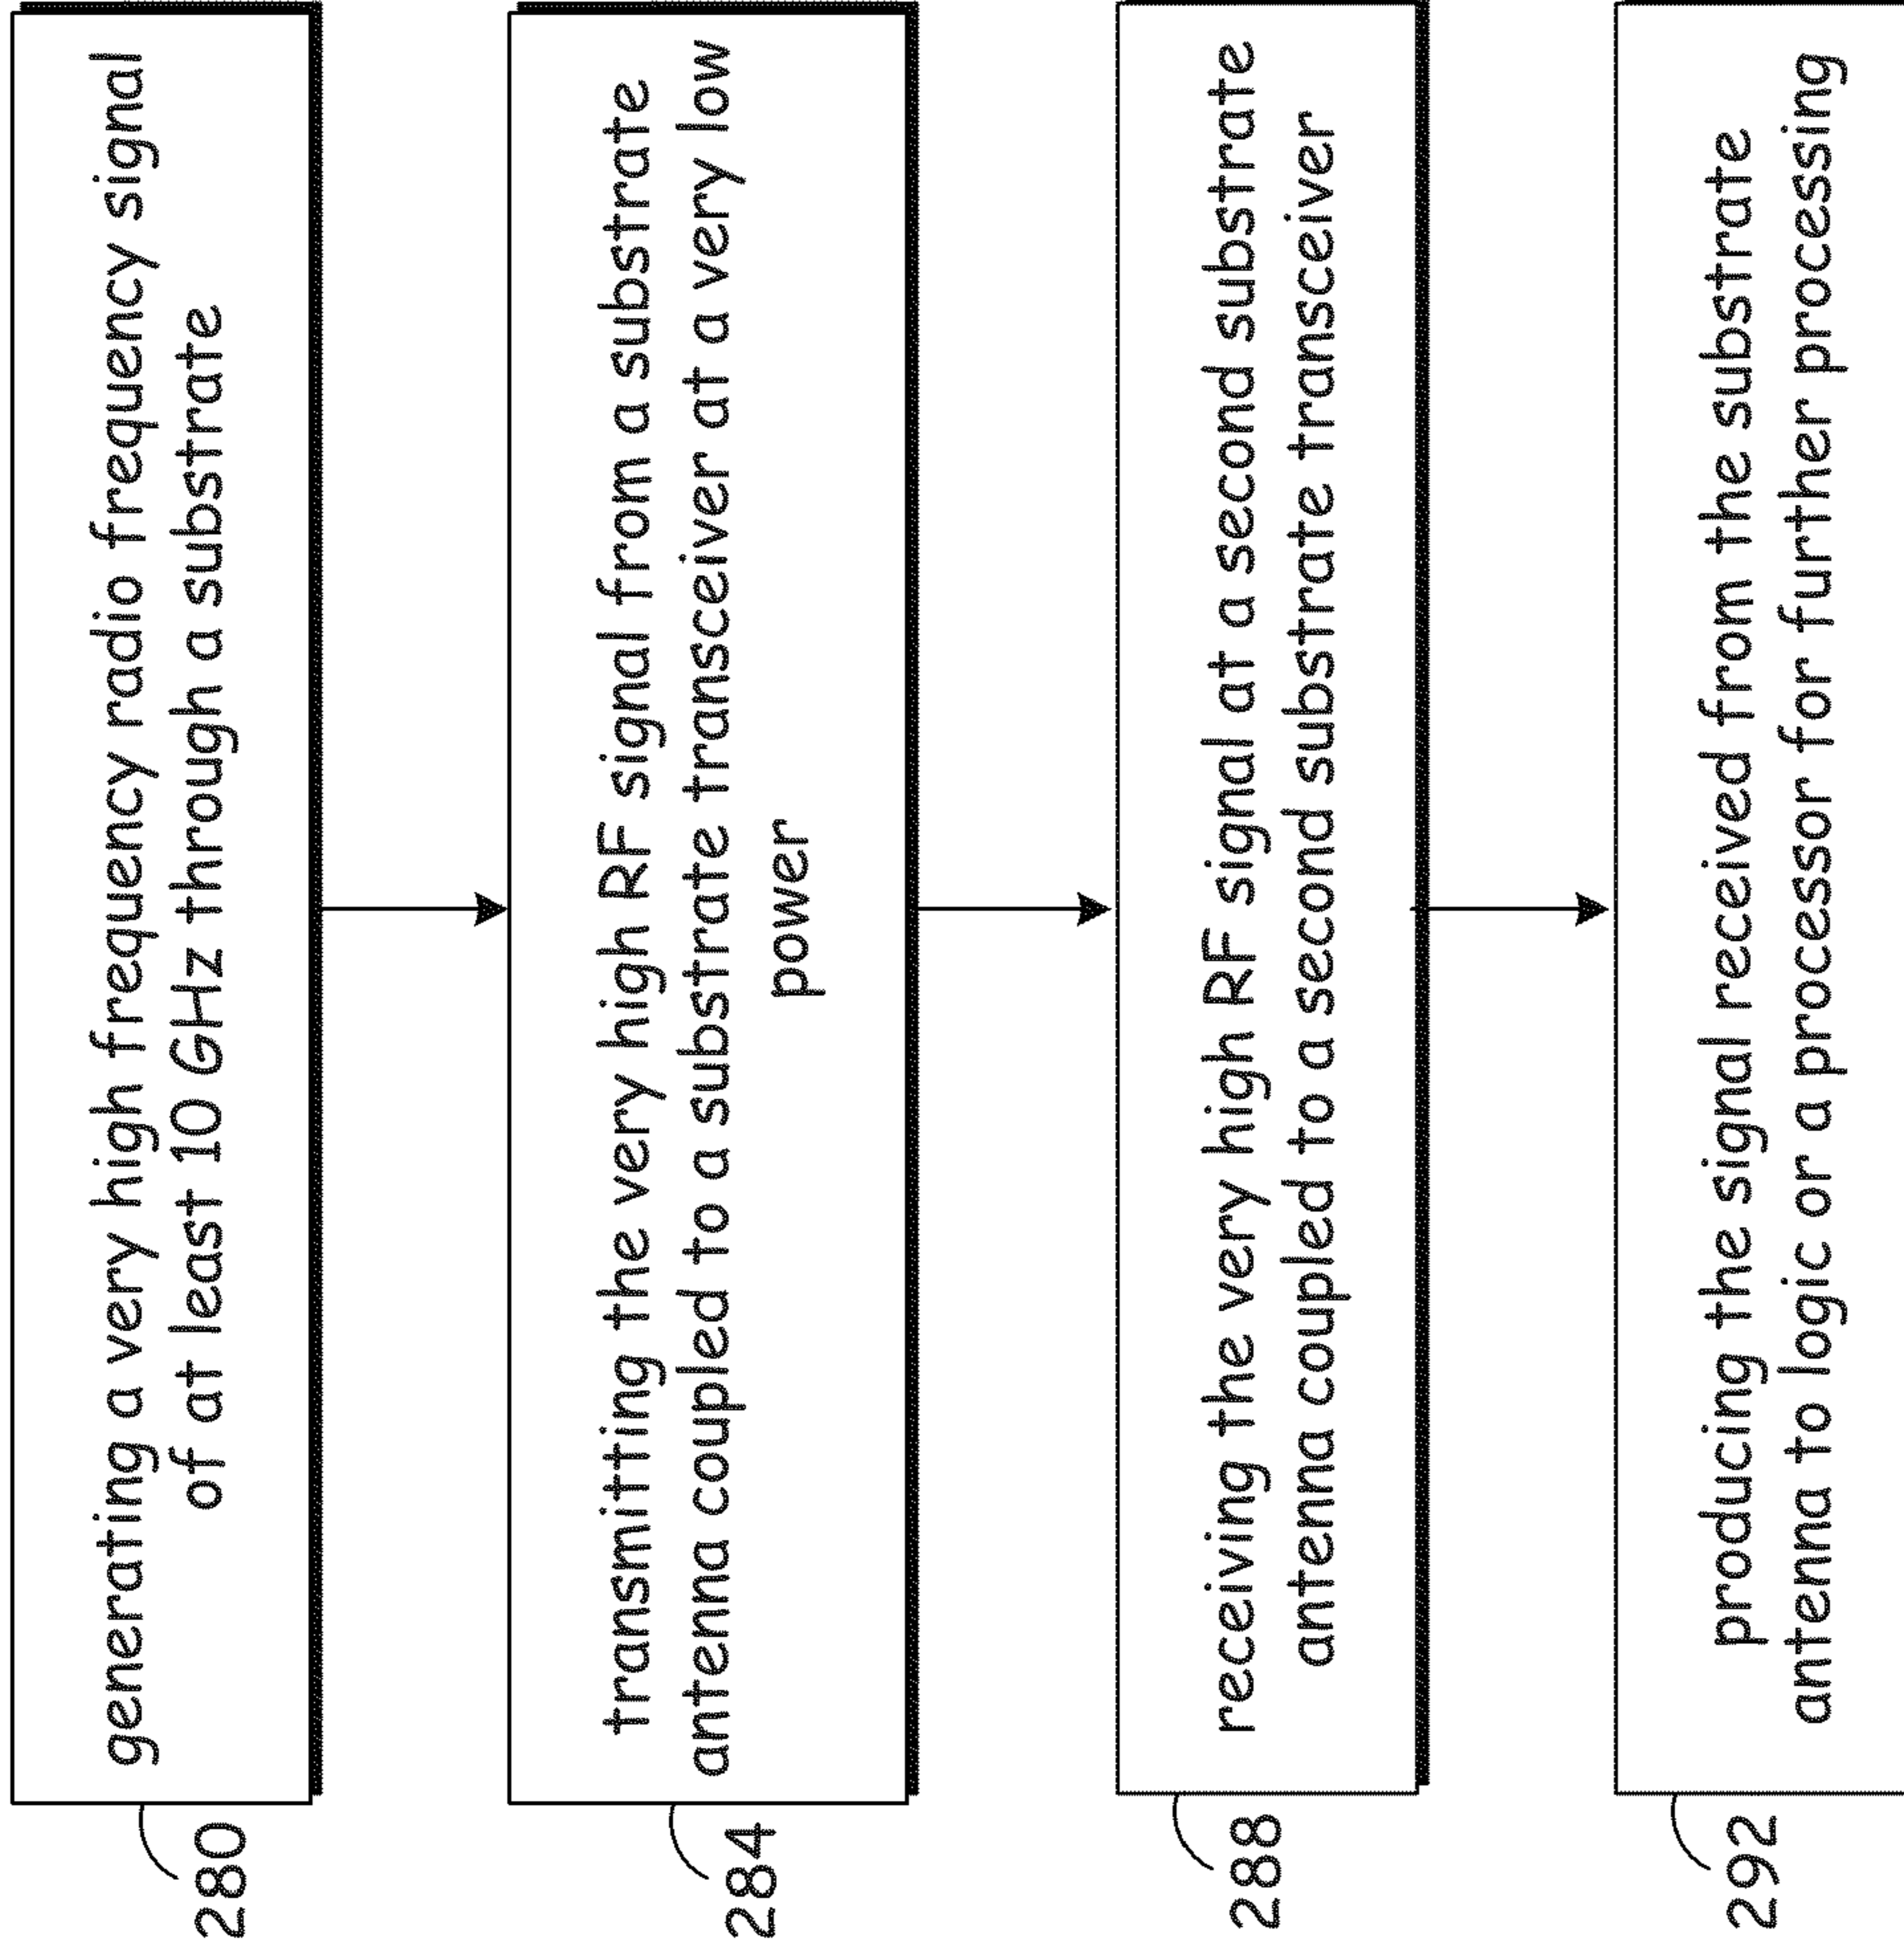 generating a very high frequency radio frequency signal
of at least 10 GHz through a substrate
280
transmitting the very high RF signal from a substrate
antenna coupled to a substrate transceiver at a very low
power
284
receiving the very high RF signal at a second substrate
antenna coupled to a second substrate transceiver
288
producing the signal received from the substrate
antenna to logic or a processor for further processing
292